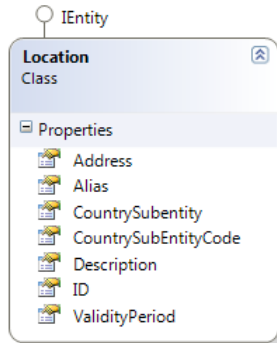 IEntity
Location
Class
Properties
Address
Alias
CountrySubentity
CountrySubEntityCode
Description
ID
ValidityPeriod